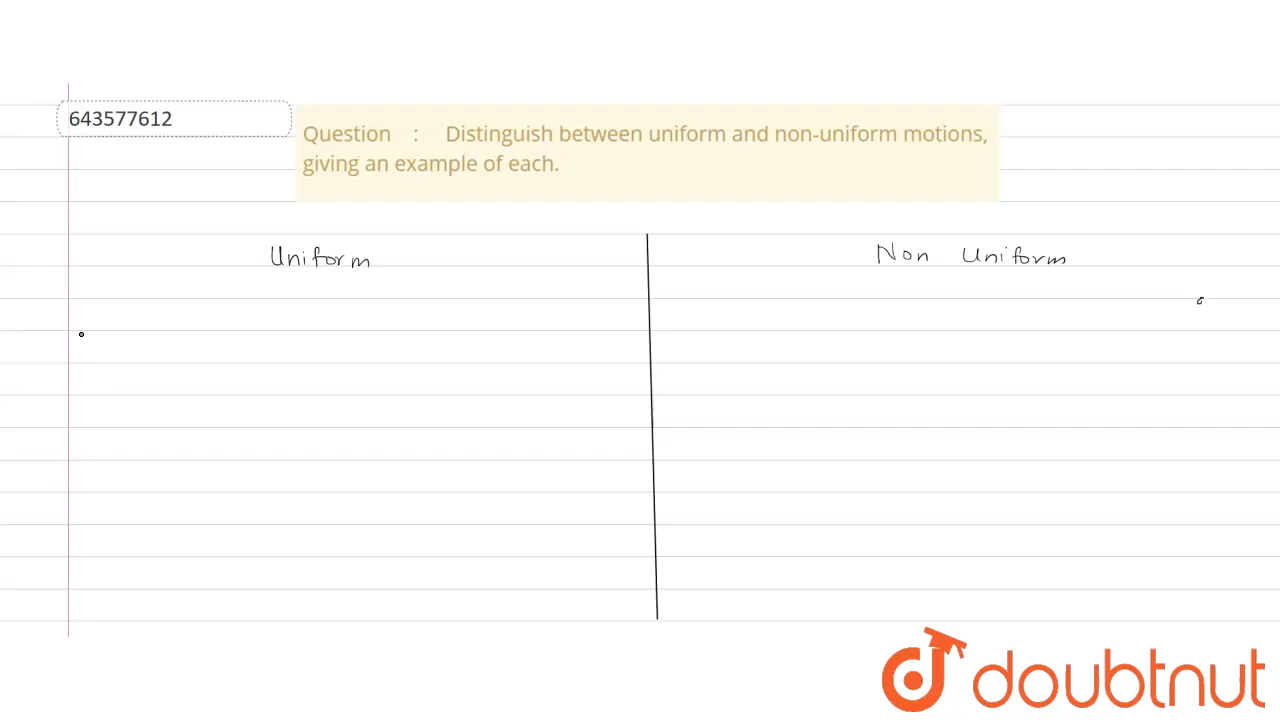 643577612
Question : Distinguish between uniform and non-uniform motions,
giving an example of each.
Uniform
Non Uniform
doubtnut